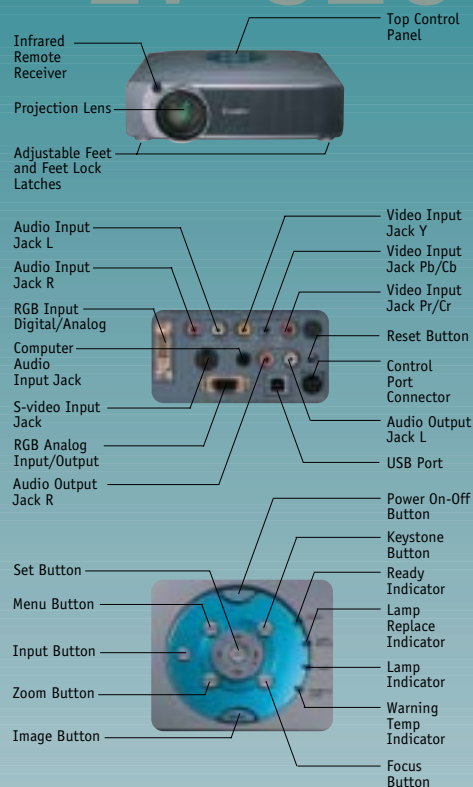 Top Control
Panel
Infrared
Remote
Receiver
Projection Lens
Adjustable Feet
and Feet Lock
Latches
Audio Input
Jack L
Audio Input
Jack R
RGB Input
Digital/Analog
Computer
Audio
Input Jack
S-video Input
Jack
RGB Analog
Input/Output
Audio Output
Jack R
Video Input
Jack Y
Video Input
Jack Pb/Cb
Video Input
Jack Pr/Cr
Reset Button
Control
Port
Connector
Audio Output
Jack L
USB Port
Power On-Off
Button
Keystone
Button
Ready
Indicator
Lamp
Replace
Indicator
Lamp
Indicator
Warning
Temp
Indicator
Focus
Button
Set Button
Menu Button
Input Button
Zoom Button
Image Button